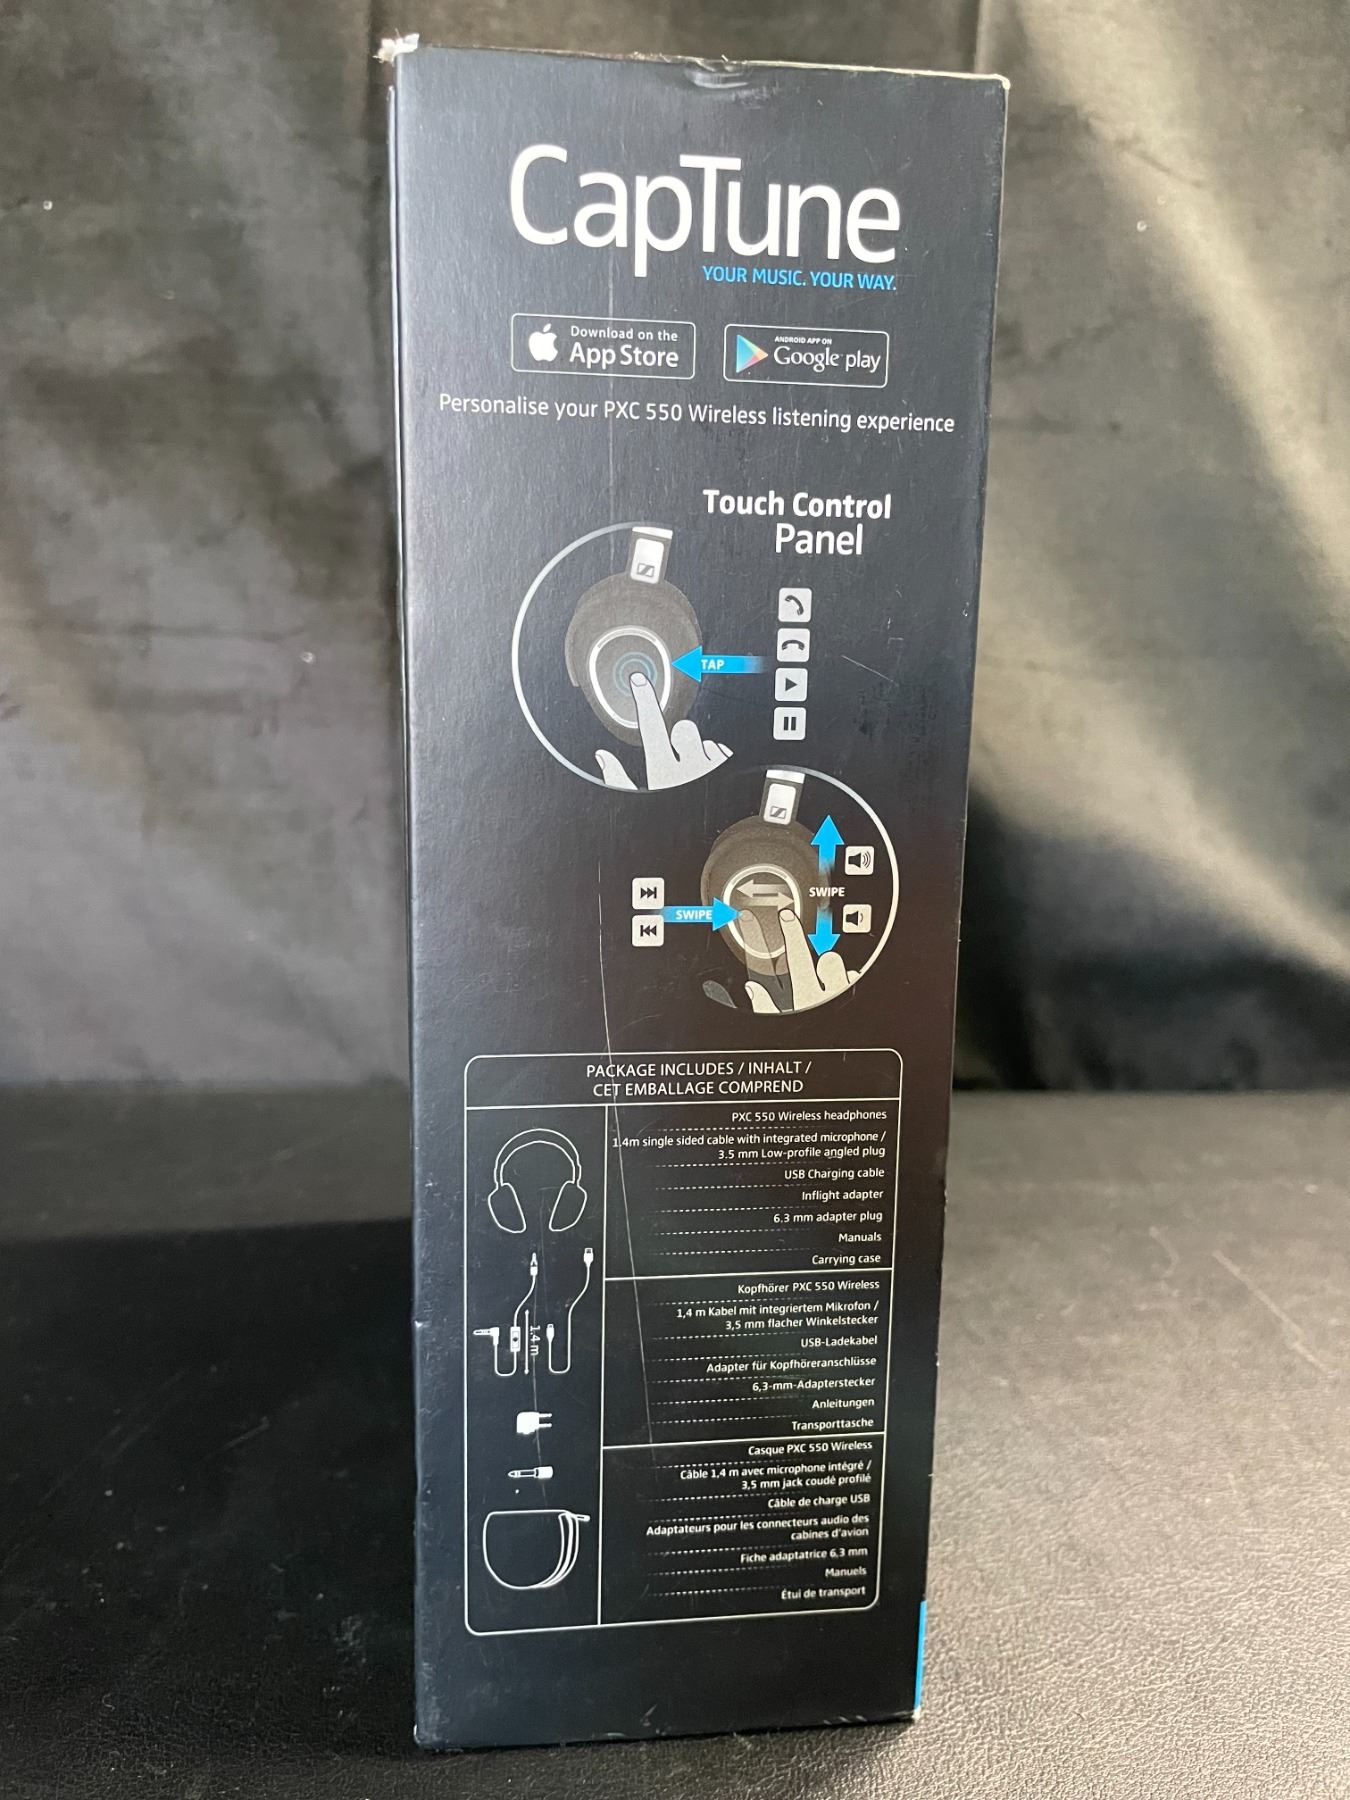 CapTune
YOUR MUSIC. YOUR WAY.
Download on the
App Store
ANDROID APP ON
Google play
Personalise your PXC 550 Wireless listening experience
Touch Control
Panel
TAP
SWIPE
SWIPE
PACKAGE INCLUDES / INHALT /
CET EMBALLAGE COMPREND
PXC 550 Wireless headphones
1.4m single sided cable with integrated microphone /
3.5 mm Low-profile angled plug
USB Charging cable
Inflight adapter
6.3 mm adapter plug
Manuals
Carrying case
1.4 m
Kopfhörer PXC 550 Wireless
1,4 m Kabel mit integriertem Mikrofon /
3,5 mm flacher Winkelstecker
USB-Ladekabel
Adapter für Kopfhöreranschlüsse
6,3-mm-Adapterstecker
Anleitungen
Transporttasche
Casque PXC 550 Wireless
Câble 1,4 m avec microphone intégré /
3,5 mm jack coudé profilé
Câble de charge USB
Adaptateurs pour les connecteurs audio des
cabines d'avion
Fiche adaptatrice 6,3 mm
Manuels
Étui de transport